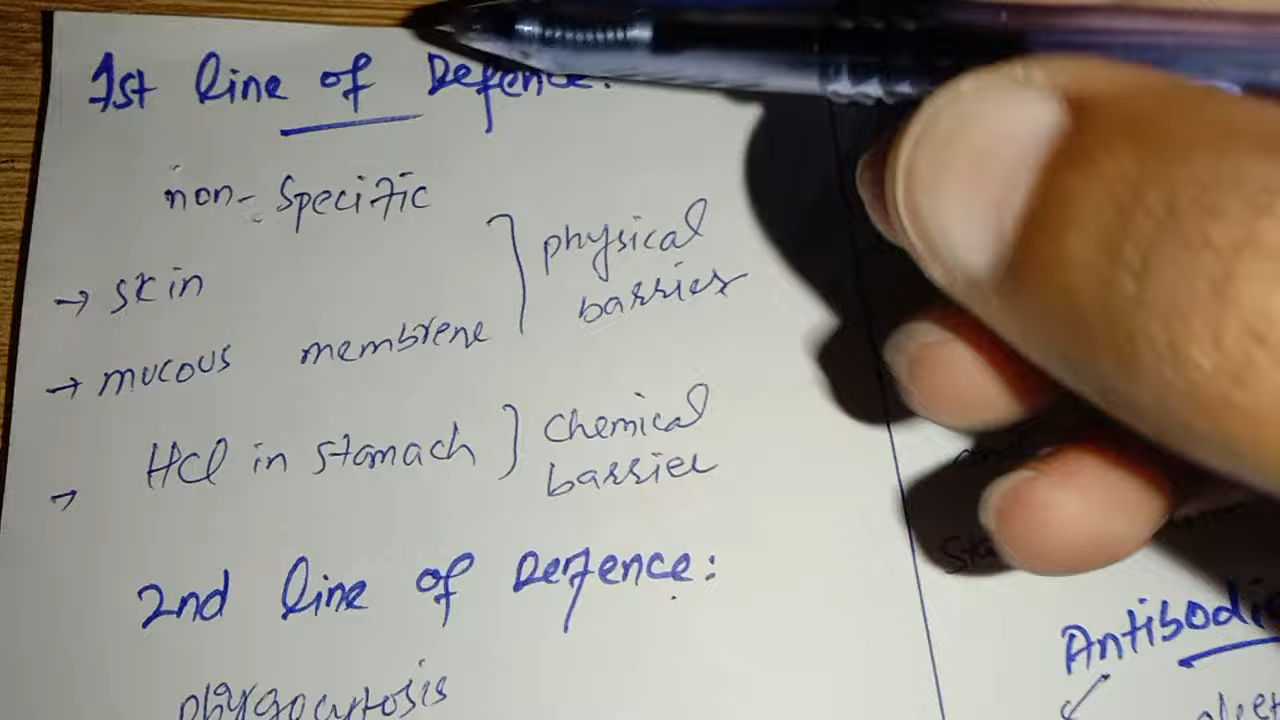 1st line of Defence:
non-specific
→ skin
→ mucous membrene
physical
barrier
→ HCl in stomach
chemical
barrier
2nd line of Defence:
phygocytosis
Antibodi